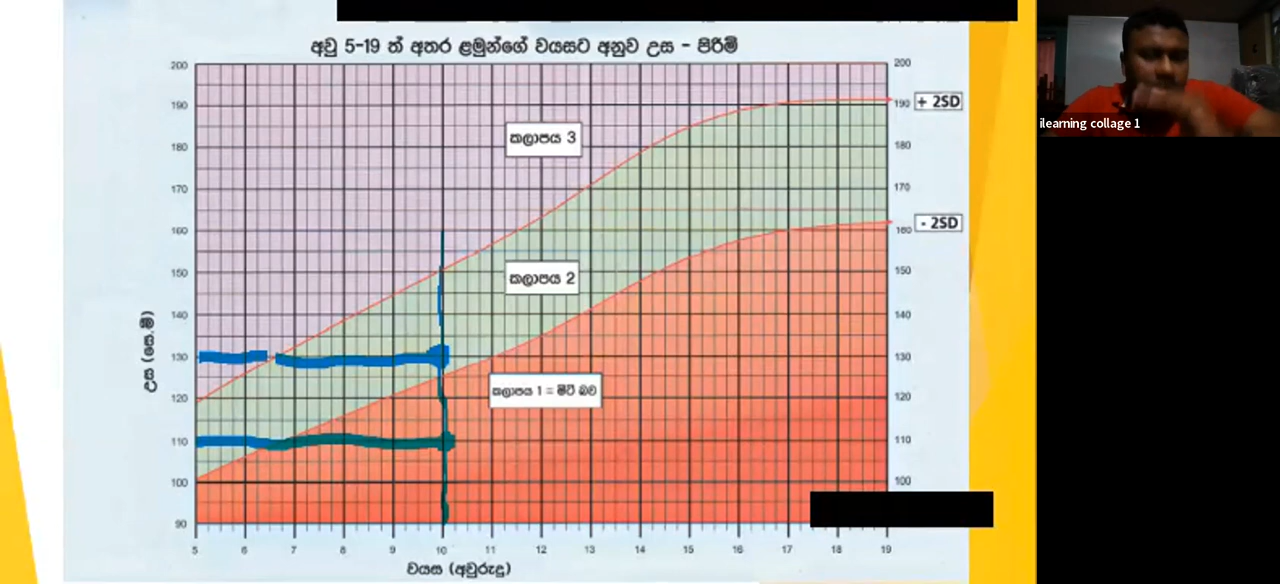 අවු 5-19 ත් අතර ළමුන්ගේ වයසට අනුව උස - පිරිමි
ilearning collage 1
200
190
180
170
160
150
140
130
120
110
100
90
උස (සෙ.මී)
කලාපය 3
කලාපය 2
කලාපය 1 = මිටි බව
200
190
180
170
160
150
140
130
120
110
100
+ 2SD
- 2SD
5 6 7 8 9 10 11 12 13 14 15 16 17 18 19
වයස (අවුරුදු)